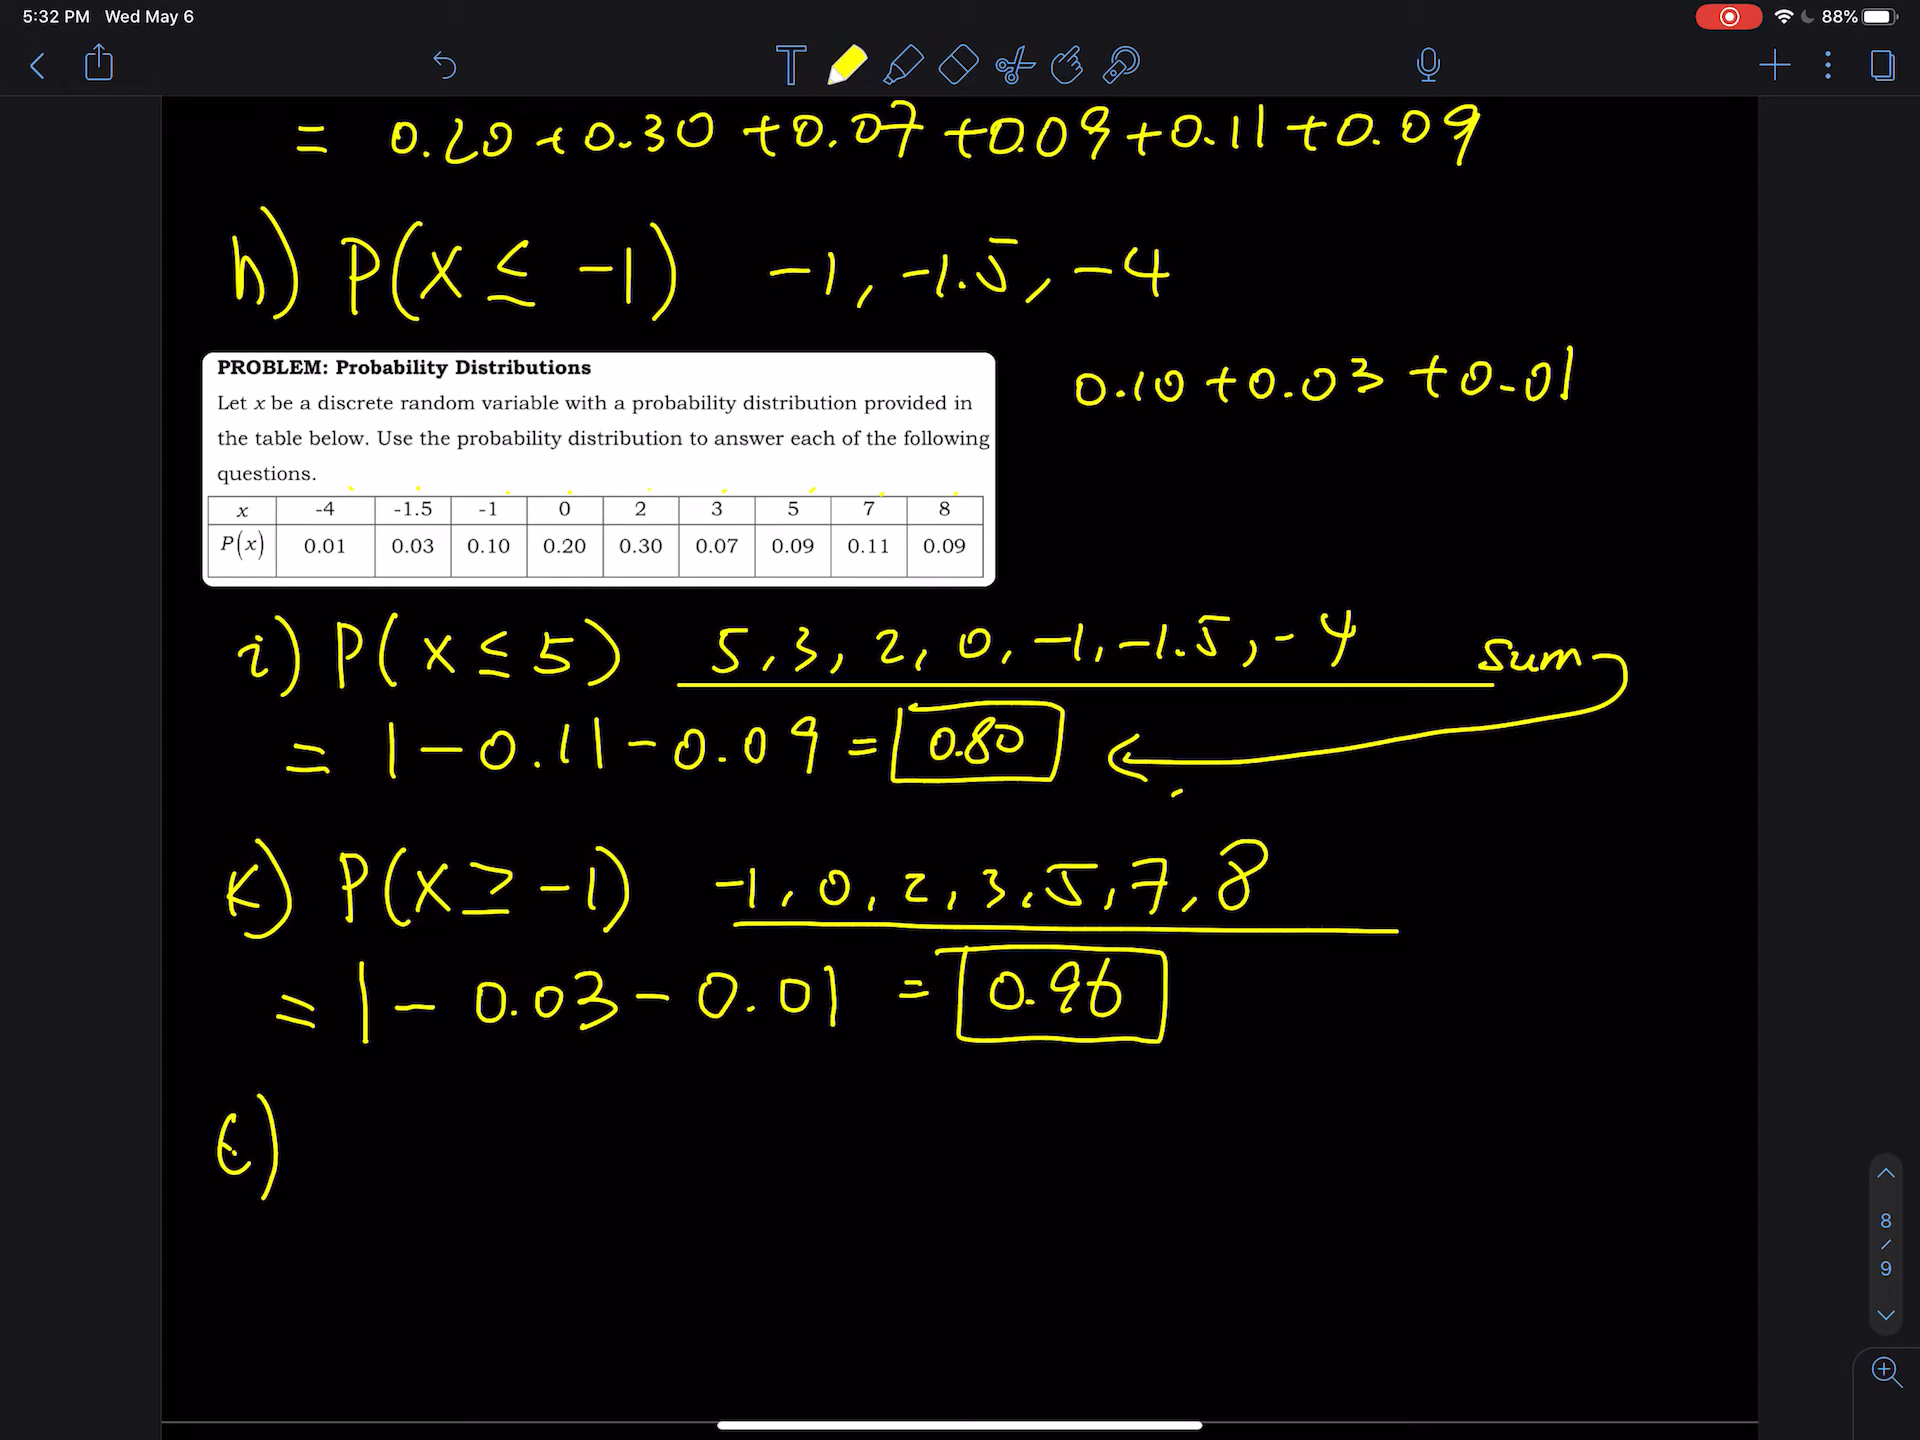 5:32 PM Wed May 6
88%
= 0.20 + 0.30 + 0.07 + 0.09 + 0.11 + 0.09
h) P(x ≤ -1) -1, -1.5, -4
PROBLEM: Probability Distributions
Let x be a discrete random variable with a probability distribution provided in
the table below. Use the probability distribution to answer each of the following
questions.
x -4 -1.5 -1 0 2 3 5 7 8
P(x) 0.01 0.03 0.10 0.20 0.30 0.07 0.09 0.11 0.09
0.10 + 0.03 + 0.01
i) P(x ≤ 5) 5, 3, 2, 0, -1, -1.5, -4 sum
= 1 - 0.11 - 0.09 = 0.80
k) P(x ≥ -1) -1, 0, 2, 3, 5, 7, 8
= 1 - 0.03 - 0.01 = 0.96
8
/
9